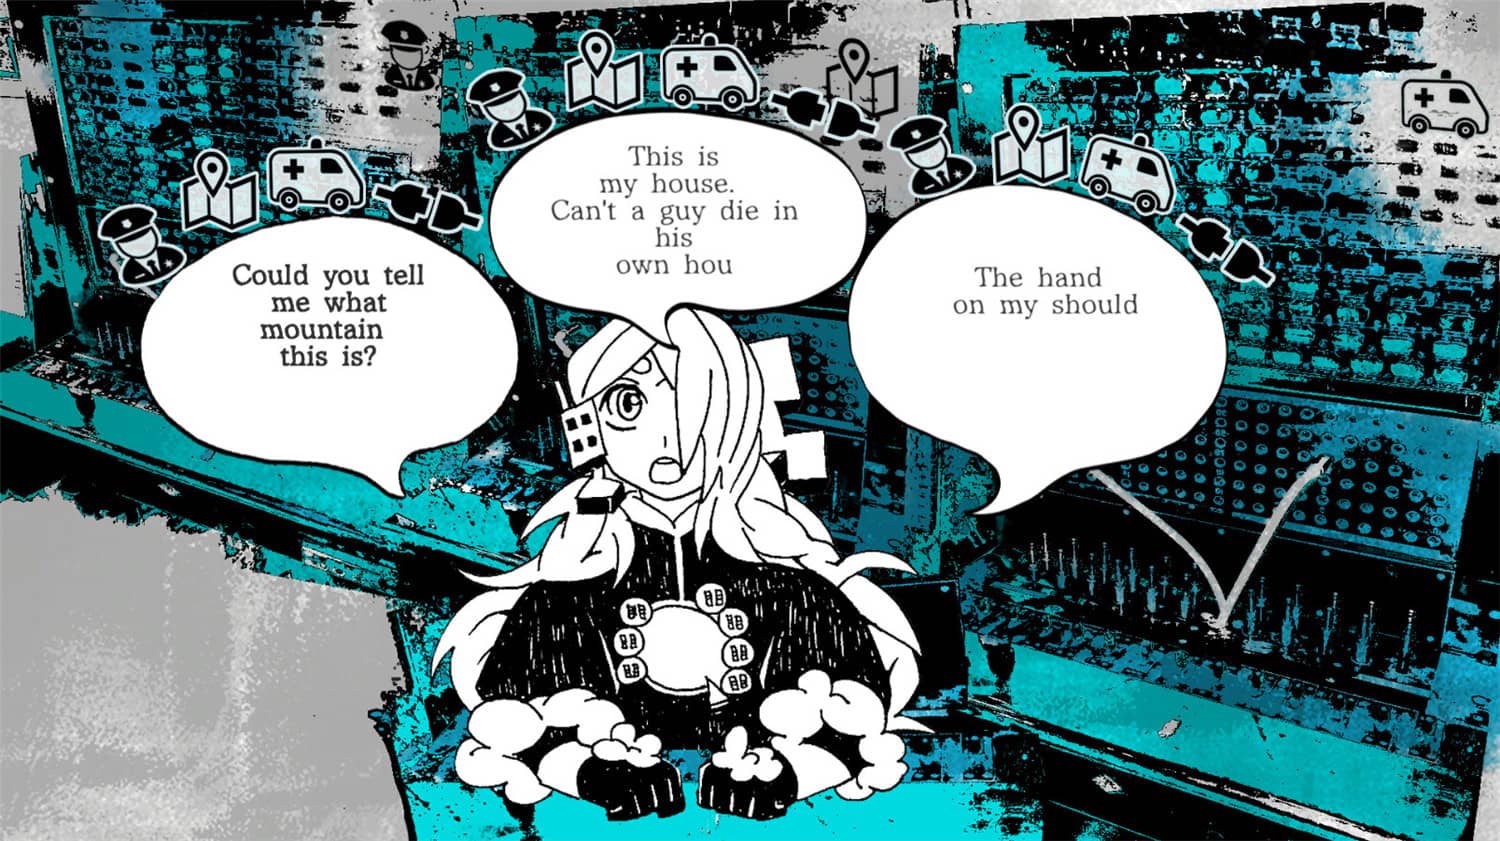 Could you tell
me what
mountain
this is?
This is
my house.
Can't a guy die in
his
own hou
The hand
on my should